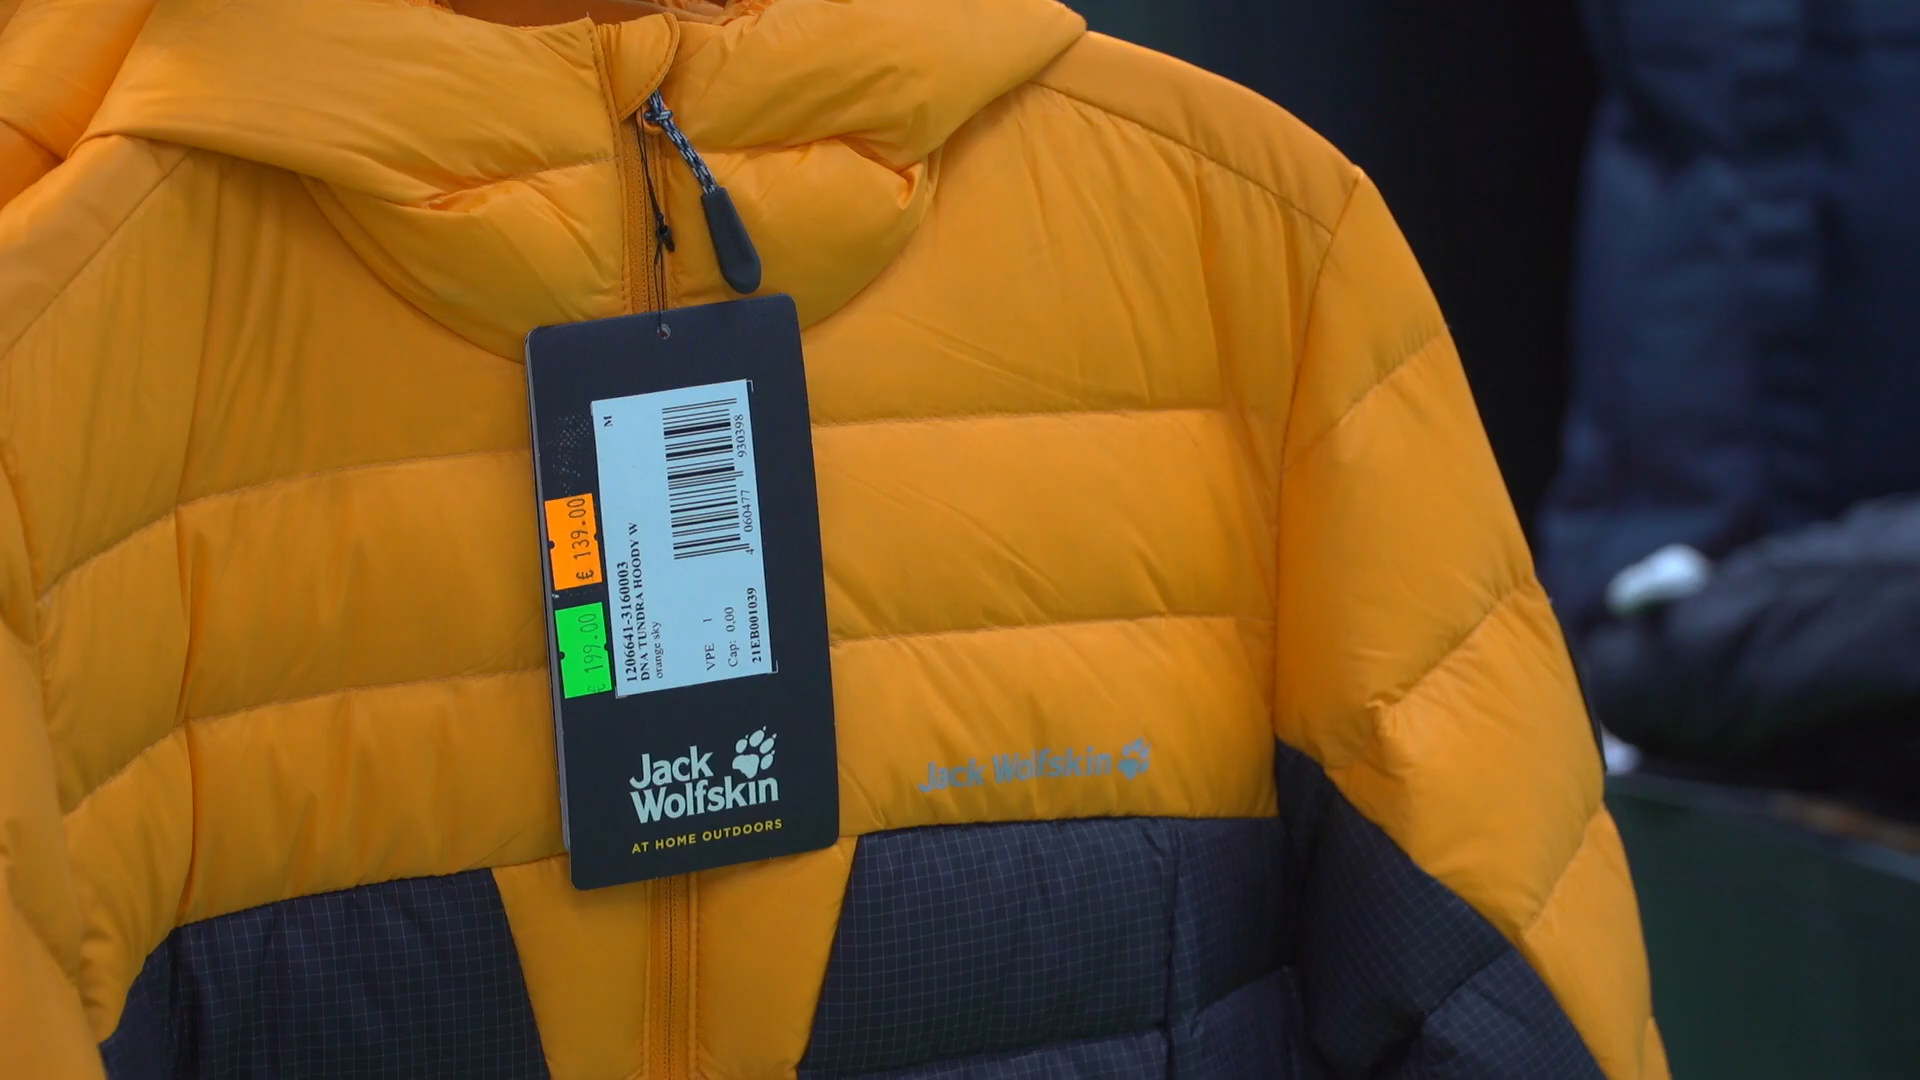 M
4 060477 930398
1206641-3160003
DNA TUNDRA HOODY W
orange sky
VPE 1
Cap: 0,00
21EB001039
€ 139.00
€ 199.00
Jack
Wolfskin
AT HOME OUTDOORS
Jack Wolfskin